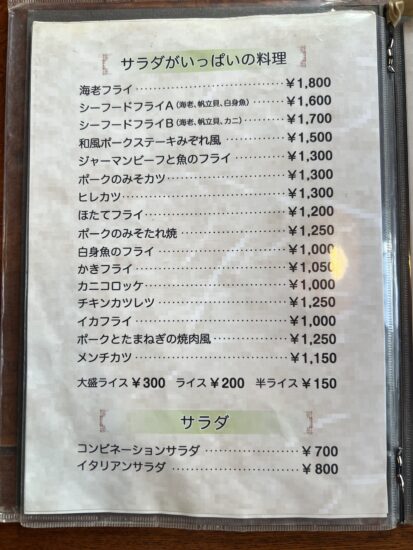 サラダがいっぱいの料理
海老フライ ¥1,800
シーフードフライA(海老、帆立貝、白身魚) ¥1,600
シーフードフライB(海老、帆立貝、カニ) ¥1,700
和風ポークステーキみぞれ風 ¥1,500
ジャーマンビーフと魚のフライ ¥1,300
ポークのみそカツ ¥1,300
ヒレカツ ¥1,300
ほたてフライ ¥1,200
ポークのみそたれ焼 ¥1,250
白身魚のフライ ¥1,000
かきフライ ¥1,050
カニコロッケ ¥1,000
チキンカツレツ ¥1,250
イカフライ ¥1,000
ポークとたまねぎの焼肉風 ¥1,250
メンチカツ ¥1,150
大盛ライス ¥300 ライス ¥200 半ライス ¥150
サラダ
コンビネーションサラダ ¥700
イタリアンサラダ ¥800